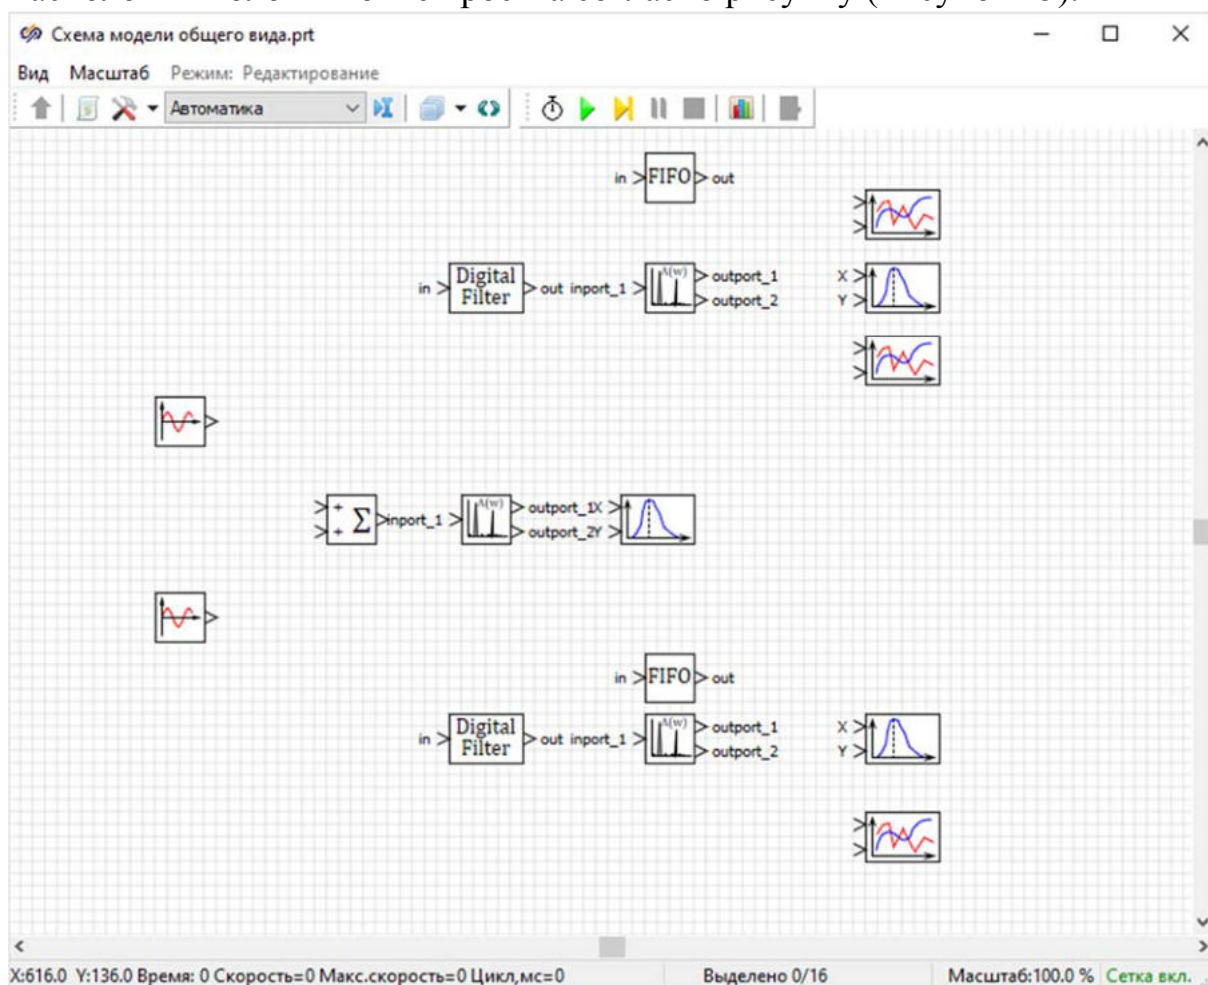 Схема модели общего вида.prt
Вид Масштаб Режим: Редактирование
Автоматика
in FIFO out
in Digital Filter out inport_1 A(w) outport_1 X
outport_2 Y
+ Σ inport_1 A(w) outport_1X
+ outport_2Y
in FIFO out
in Digital Filter out inport_1 A(w) outport_1 X
outport_2 Y
X:616.0 Y:136.0 Время: 0 Скорость=0 Макс.скорость=0 Цикл,мс=0 Выделено 0/16 Масштаб:100.0 % Сетка вкл.